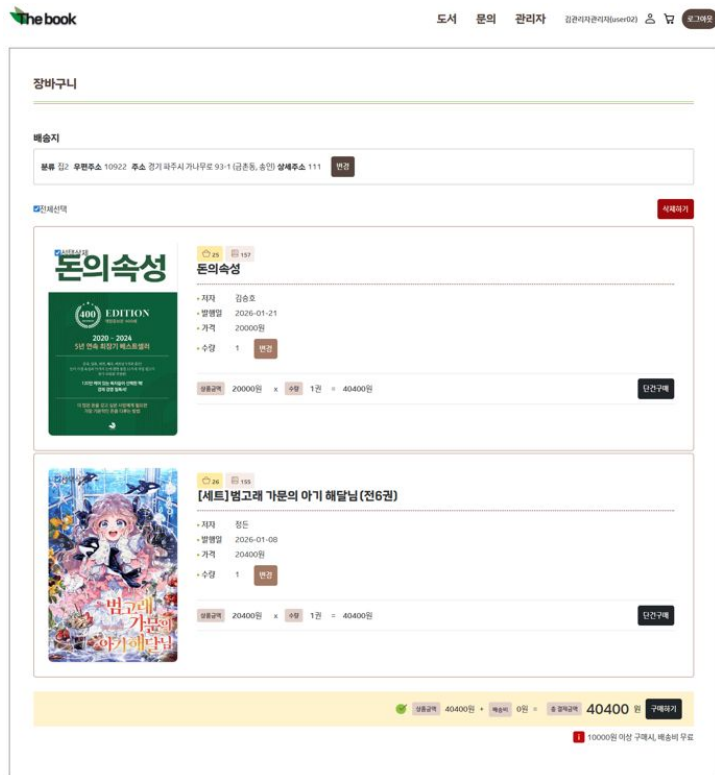 The book
도서 문의 관리자 김관리자관리자(user02) 로그아웃
장바구니
배송지
분류 집2 우편주소 10922 주소 경기 파주시 가나무로 93-1 (금촌동, 송인) 상세주소 111 변경
전체선택 삭제하기
돈의속성
400 EDITION
2020 - 2024
5년 연속 최장기 베스트셀러
25 157
돈의속성
• 저자 김승호
• 발행일 2026-01-21
• 가격 20000원
• 수량 1 변경
상품금액 20000원 x 수량 1권 = 40400원 단건구매
범고래
가문의
아기 해달님
26 155
[세트]범고래 가문의 아기 해달님(전6권)
• 저자 정든
• 발행일 2026-01-08
• 가격 20400원
• 수량 1 변경
상품금액 20400원 x 수량 1권 = 40400원 단건구매
상품금액 40400원 + 배송비 0원 = 총 결제금액 40400 원 구매하기
10000원 이상 구매시, 배송비 무료